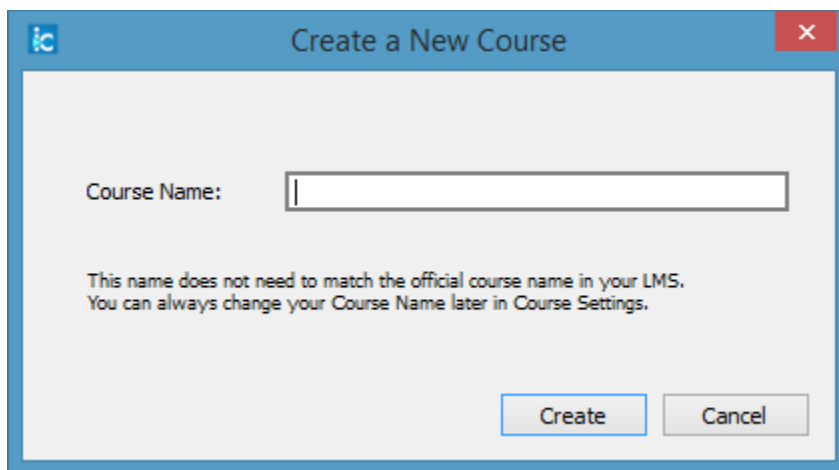 ic
Create a New Course
Course Name:
This name does not need to match the official course name in your LMS.
You can always change your Course Name later in Course Settings.
Create Cancel